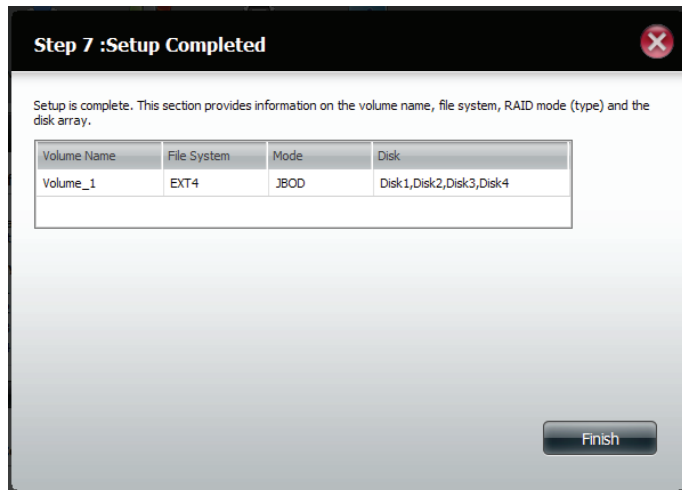 Step 7 :Setup Completed
Setup is complete. This section provides information on the volume name, file system, RAID mode (type) and the
disk array.
Volume Name File System Mode Disk
Volume_1 EXT4 JBOD Disk1,Disk2,Disk3,Disk4
Finish